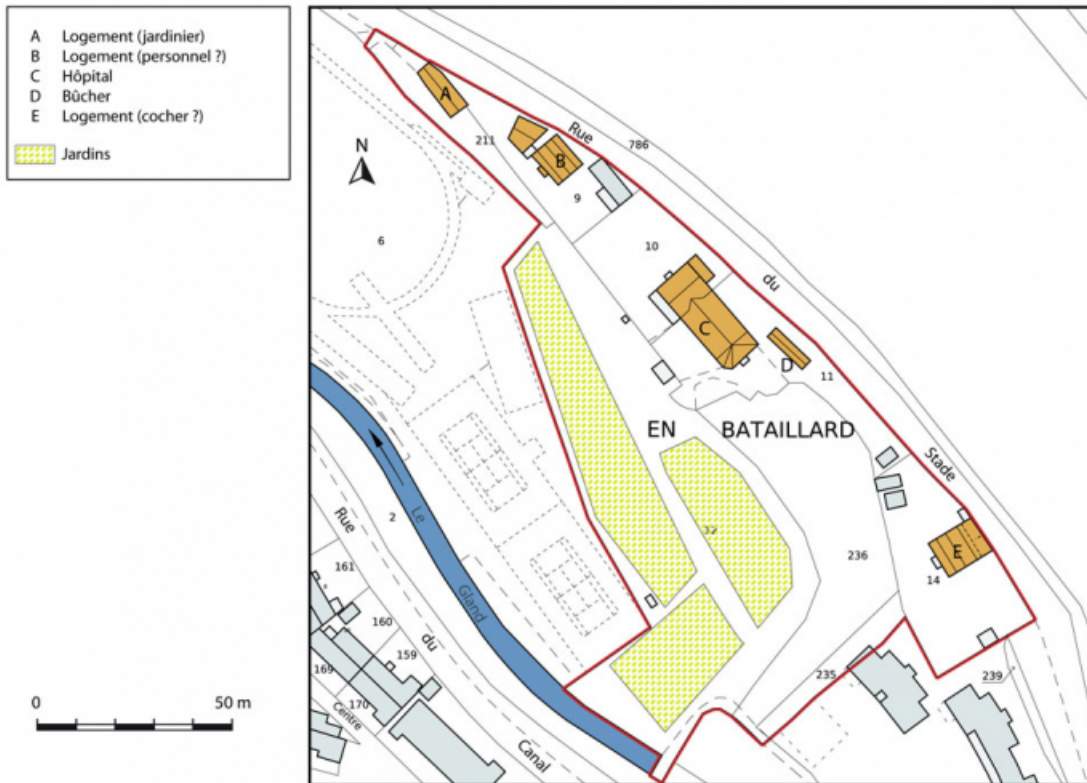 A Logement (jardinier)
B Logement (personnel ?)
C Hôpital
D Bûcher
E Logement (cocher ?)
Jardins
N
A
Rue
786
211
B
9
6
10
du
C
D
11
EN BATAILLARD
Stade
Le
2
32
236
E
Rue
161
Gland
14
160
du
159
169
235
239
170
Centre
Canal
0 50 m